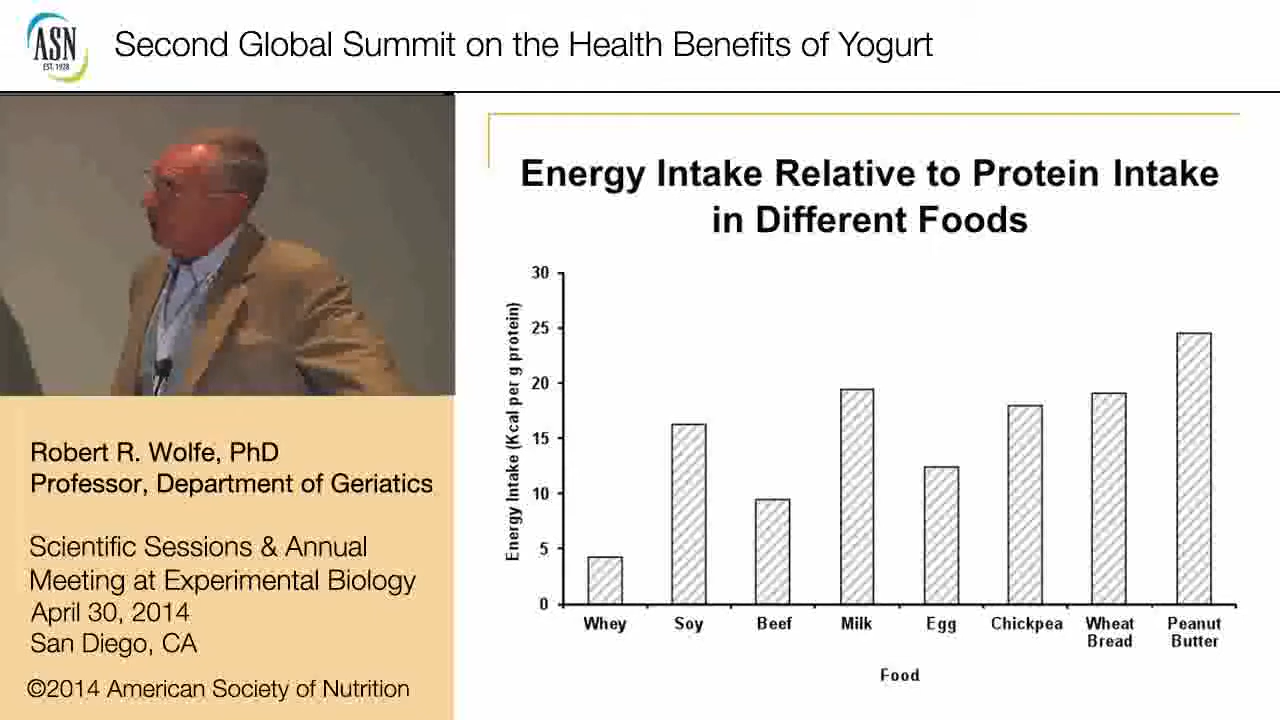 ASN
EST. 1928
Second Global Summit on the Health Benefits of Yogurt
Robert R. Wolfe, PhD
Professor, Department of Geriatics
Scientific Sessions & Annual
Meeting at Experimental Biology
April 30, 2014
San Diego, CA
©2014 American Society of Nutrition
Energy Intake Relative to Protein Intake
in Different Foods
Energy Intake (Kcal per g protein)
30
25
20
15
10
5
0
Whey Soy Beef Milk Egg Chickpea Wheat Bread Peanut Butter
Food